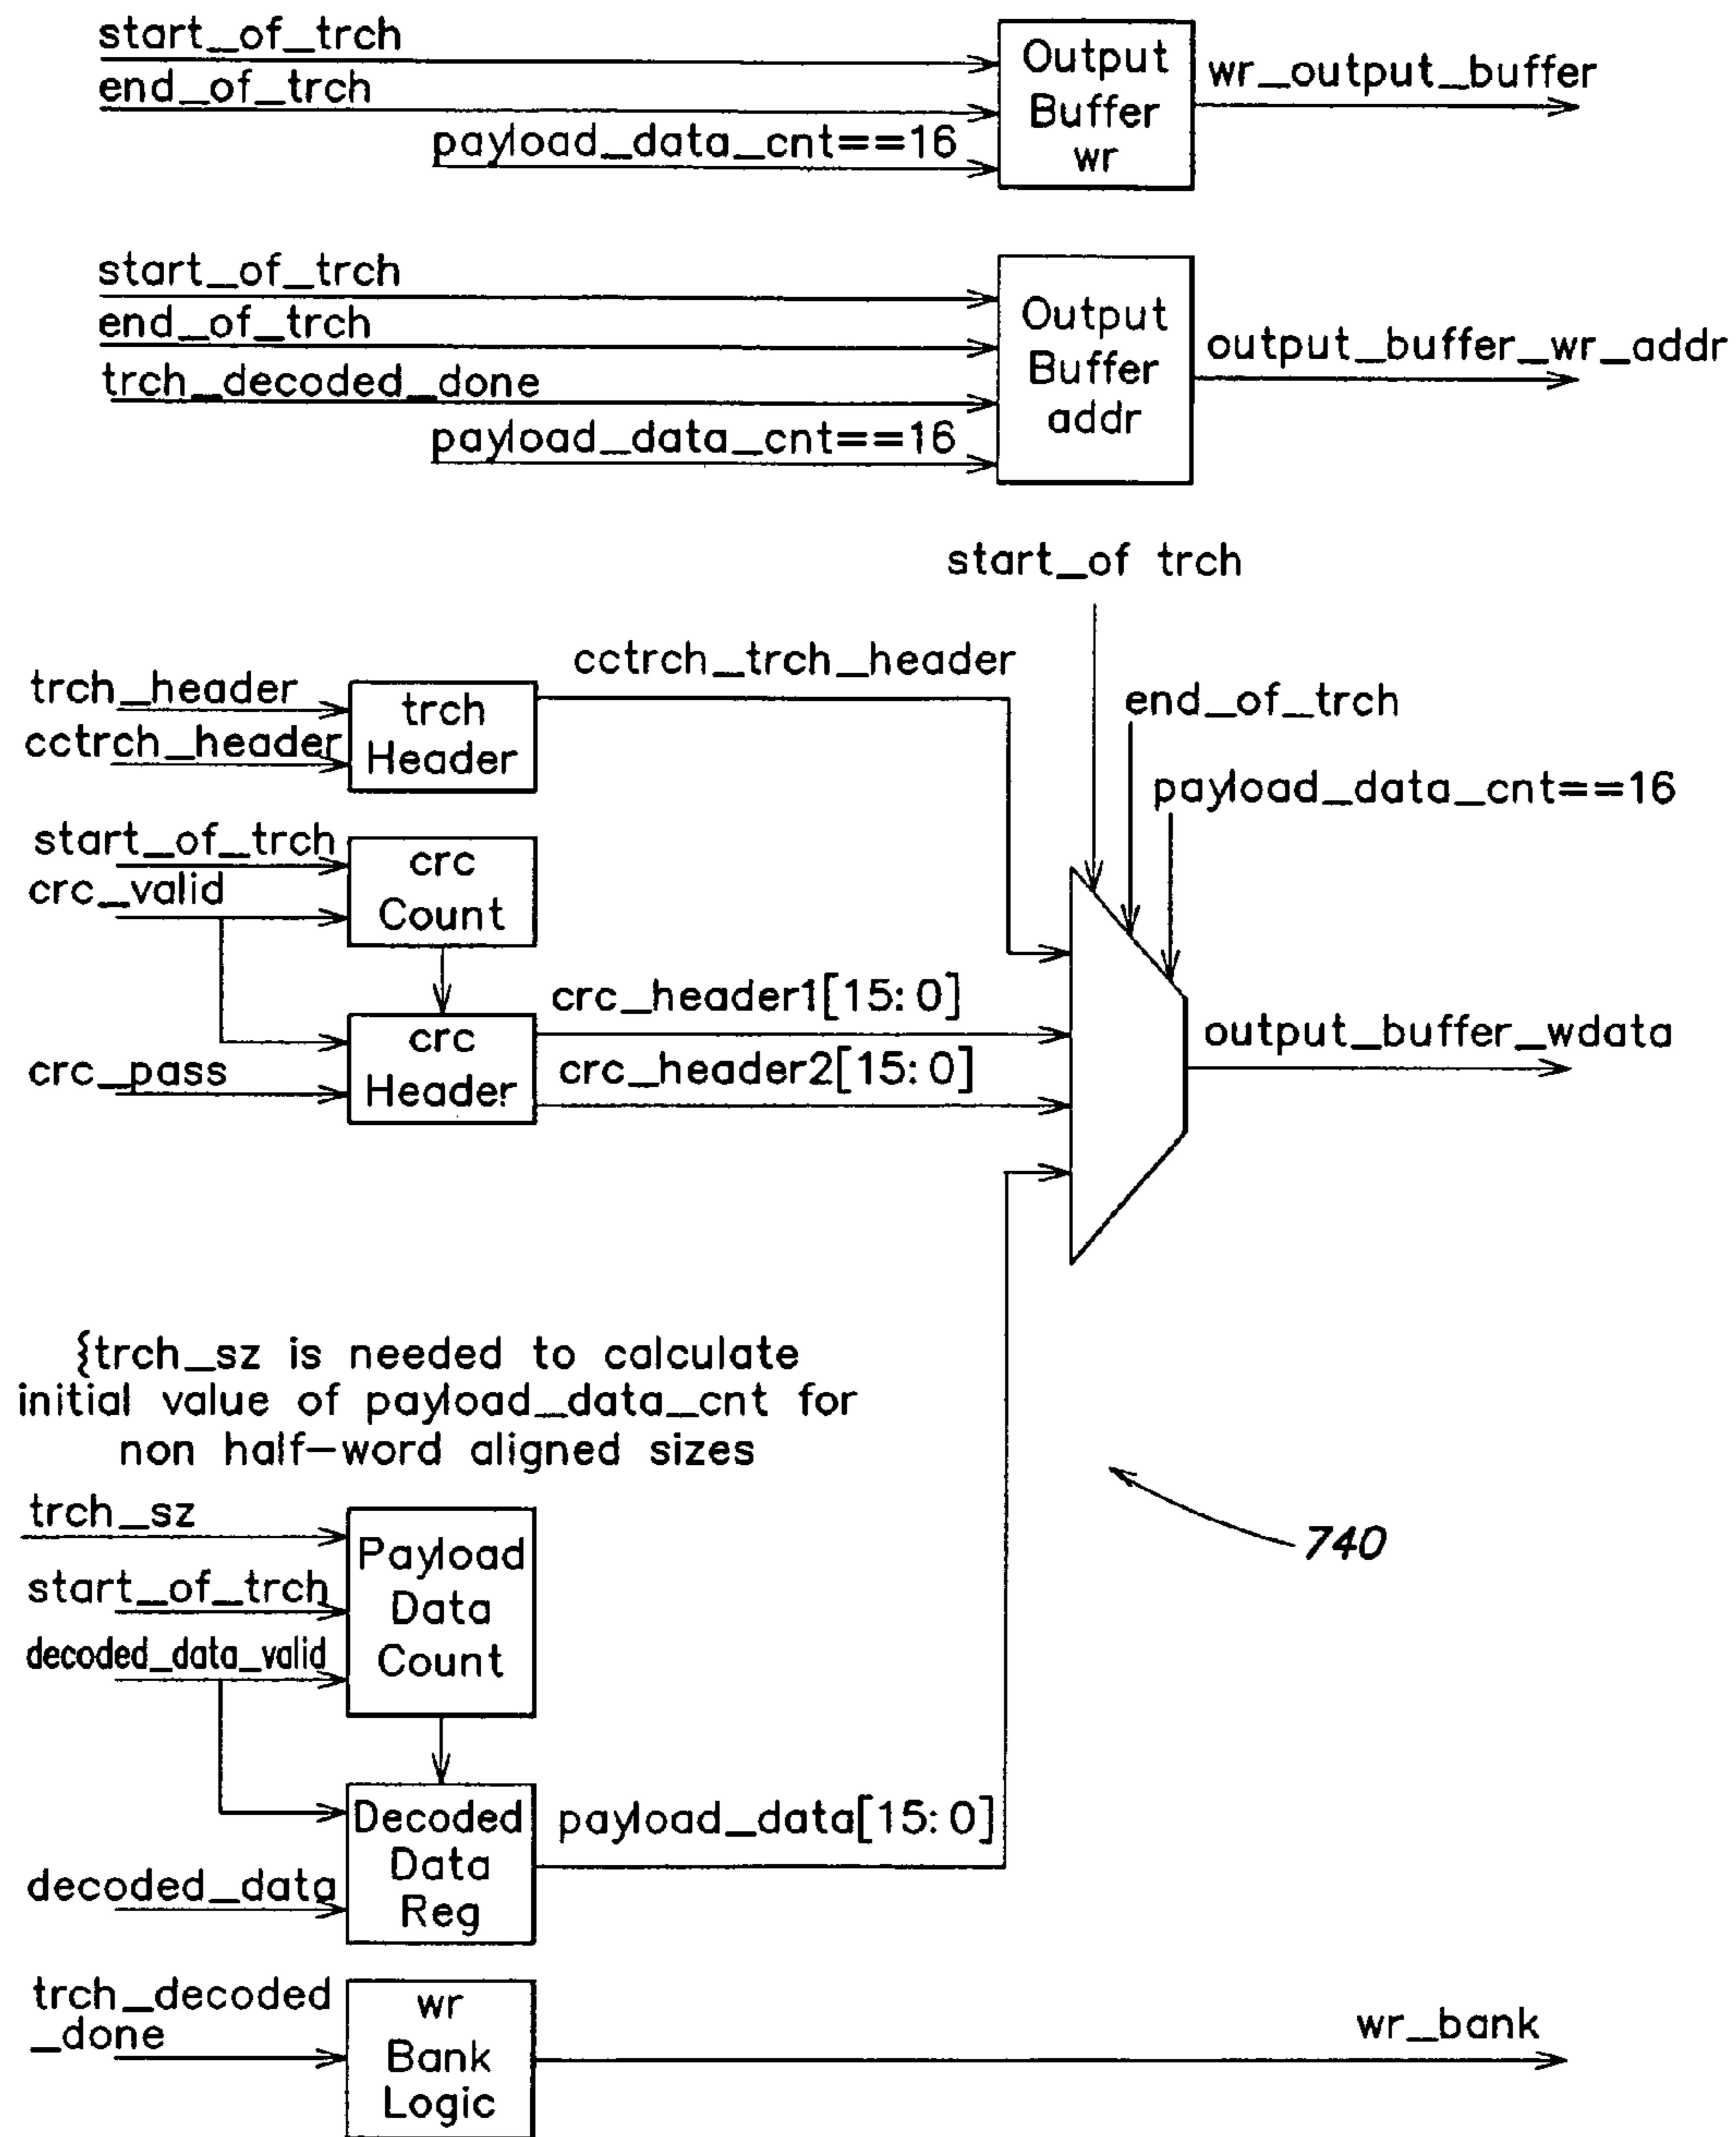 start_of_trch
end_of_trch
payload_data_cnt==16
Output
Buffer
wr
wr_output_buffer
start_of_trch
end_of_trch
trch_decoded_done
payload_data_cnt==16
Output
Buffer
addr
output_buffer_wr_addr
start_of trch
end_of_trch
payload_data_cnt==16
trch_header
cctrch_header
trch
Header
cctrch_trch_header
start_of_trch
crc_valid
crc
Count
crc_pass
crc
Header
crc_header1[15:0]
crc_header2[15:0]
output_buffer_wdata
{trch_sz is needed to calculate
initial value of payload_data_cnt for
non half-word aligned sizes
trch_sz
start_of_trch
decoded_data_valid
Payload
Data
Count
740
decoded_data
Decoded
Data
Reg
payload_data[15:0]
trch_decoded
_done
wr
Bank
Logic
wr_bank